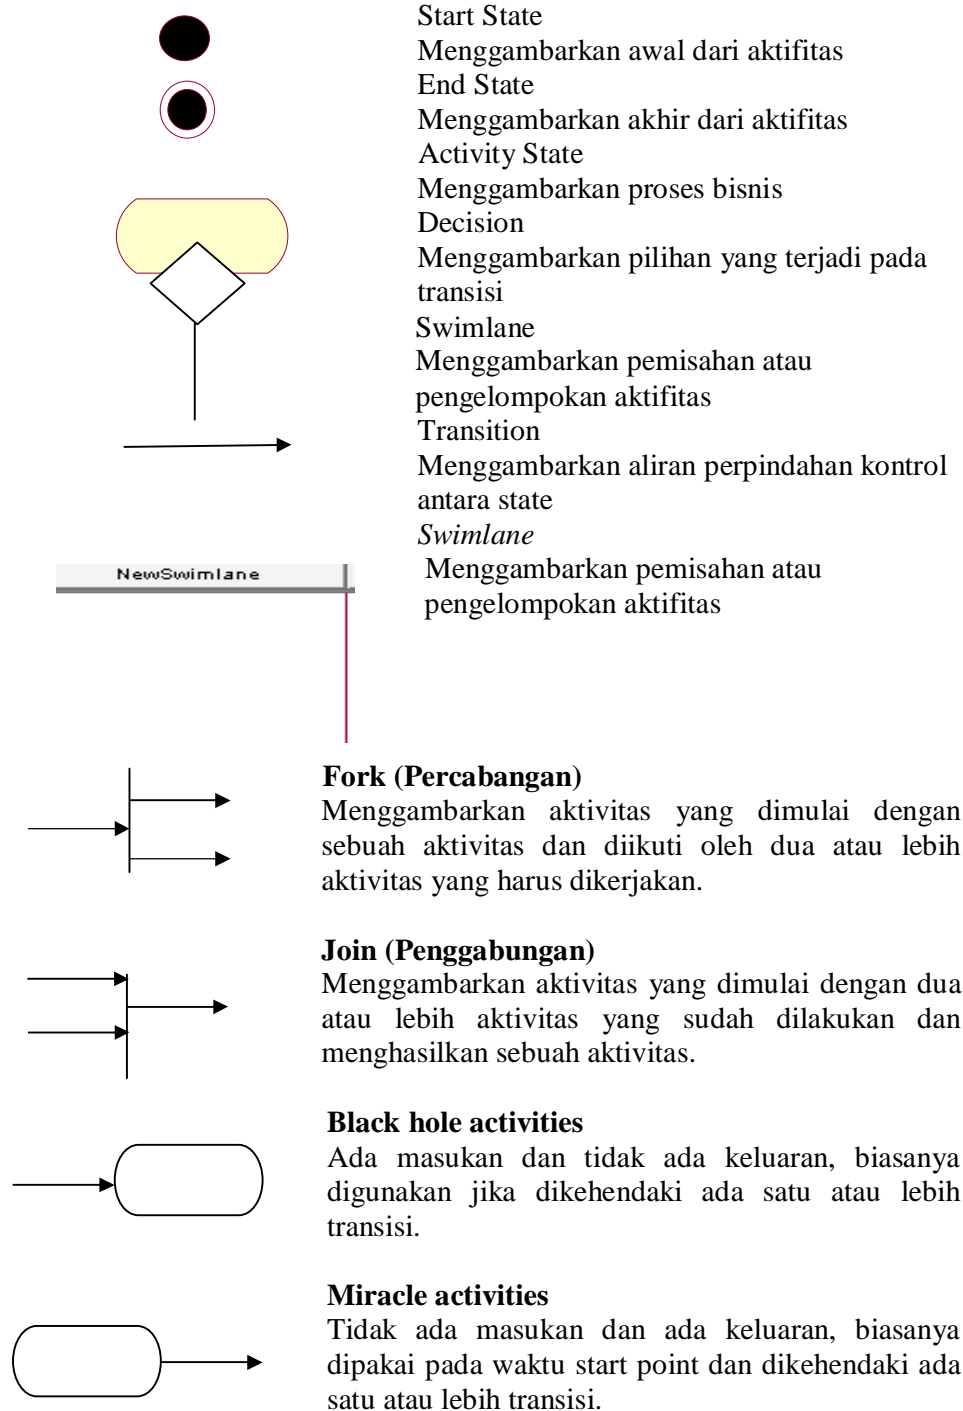 Start State
Menggambarkan awal dari aktifitas
End State
Menggambarkan akhir dari aktifitas
Activity State
Menggambarkan proses bisnis
Decision
Menggambarkan pilihan yang terjadi pada
transisi
Swimlane
Menggambarkan pemisahan atau
pengelompokan aktifitas
Transition
Menggambarkan aliran perpindahan kontrol
antara state
Swimlane
NewSwimlane
Menggambarkan pemisahan atau
pengelompokan aktifitas
Fork (Percabangan)
Menggambarkan aktivitas yang dimulai dengan
sebuah aktivitas dan diikuti oleh dua atau lebih
aktivitas yang harus dikerjakan.
Join (Penggabungan)
Menggambarkan aktivitas yang dimulai dengan dua
atau lebih aktivitas yang sudah dilakukan dan
menghasilkan sebuah aktivitas.
Black hole activities
Ada masukan dan tidak ada keluaran, biasanya
digunakan jika dikehendaki ada satu atau lebih
transisi.
Miracle activities
Tidak ada masukan dan ada keluaran, biasanya
dipakai pada waktu start point dan dikehendaki ada
satu atau lebih transisi.